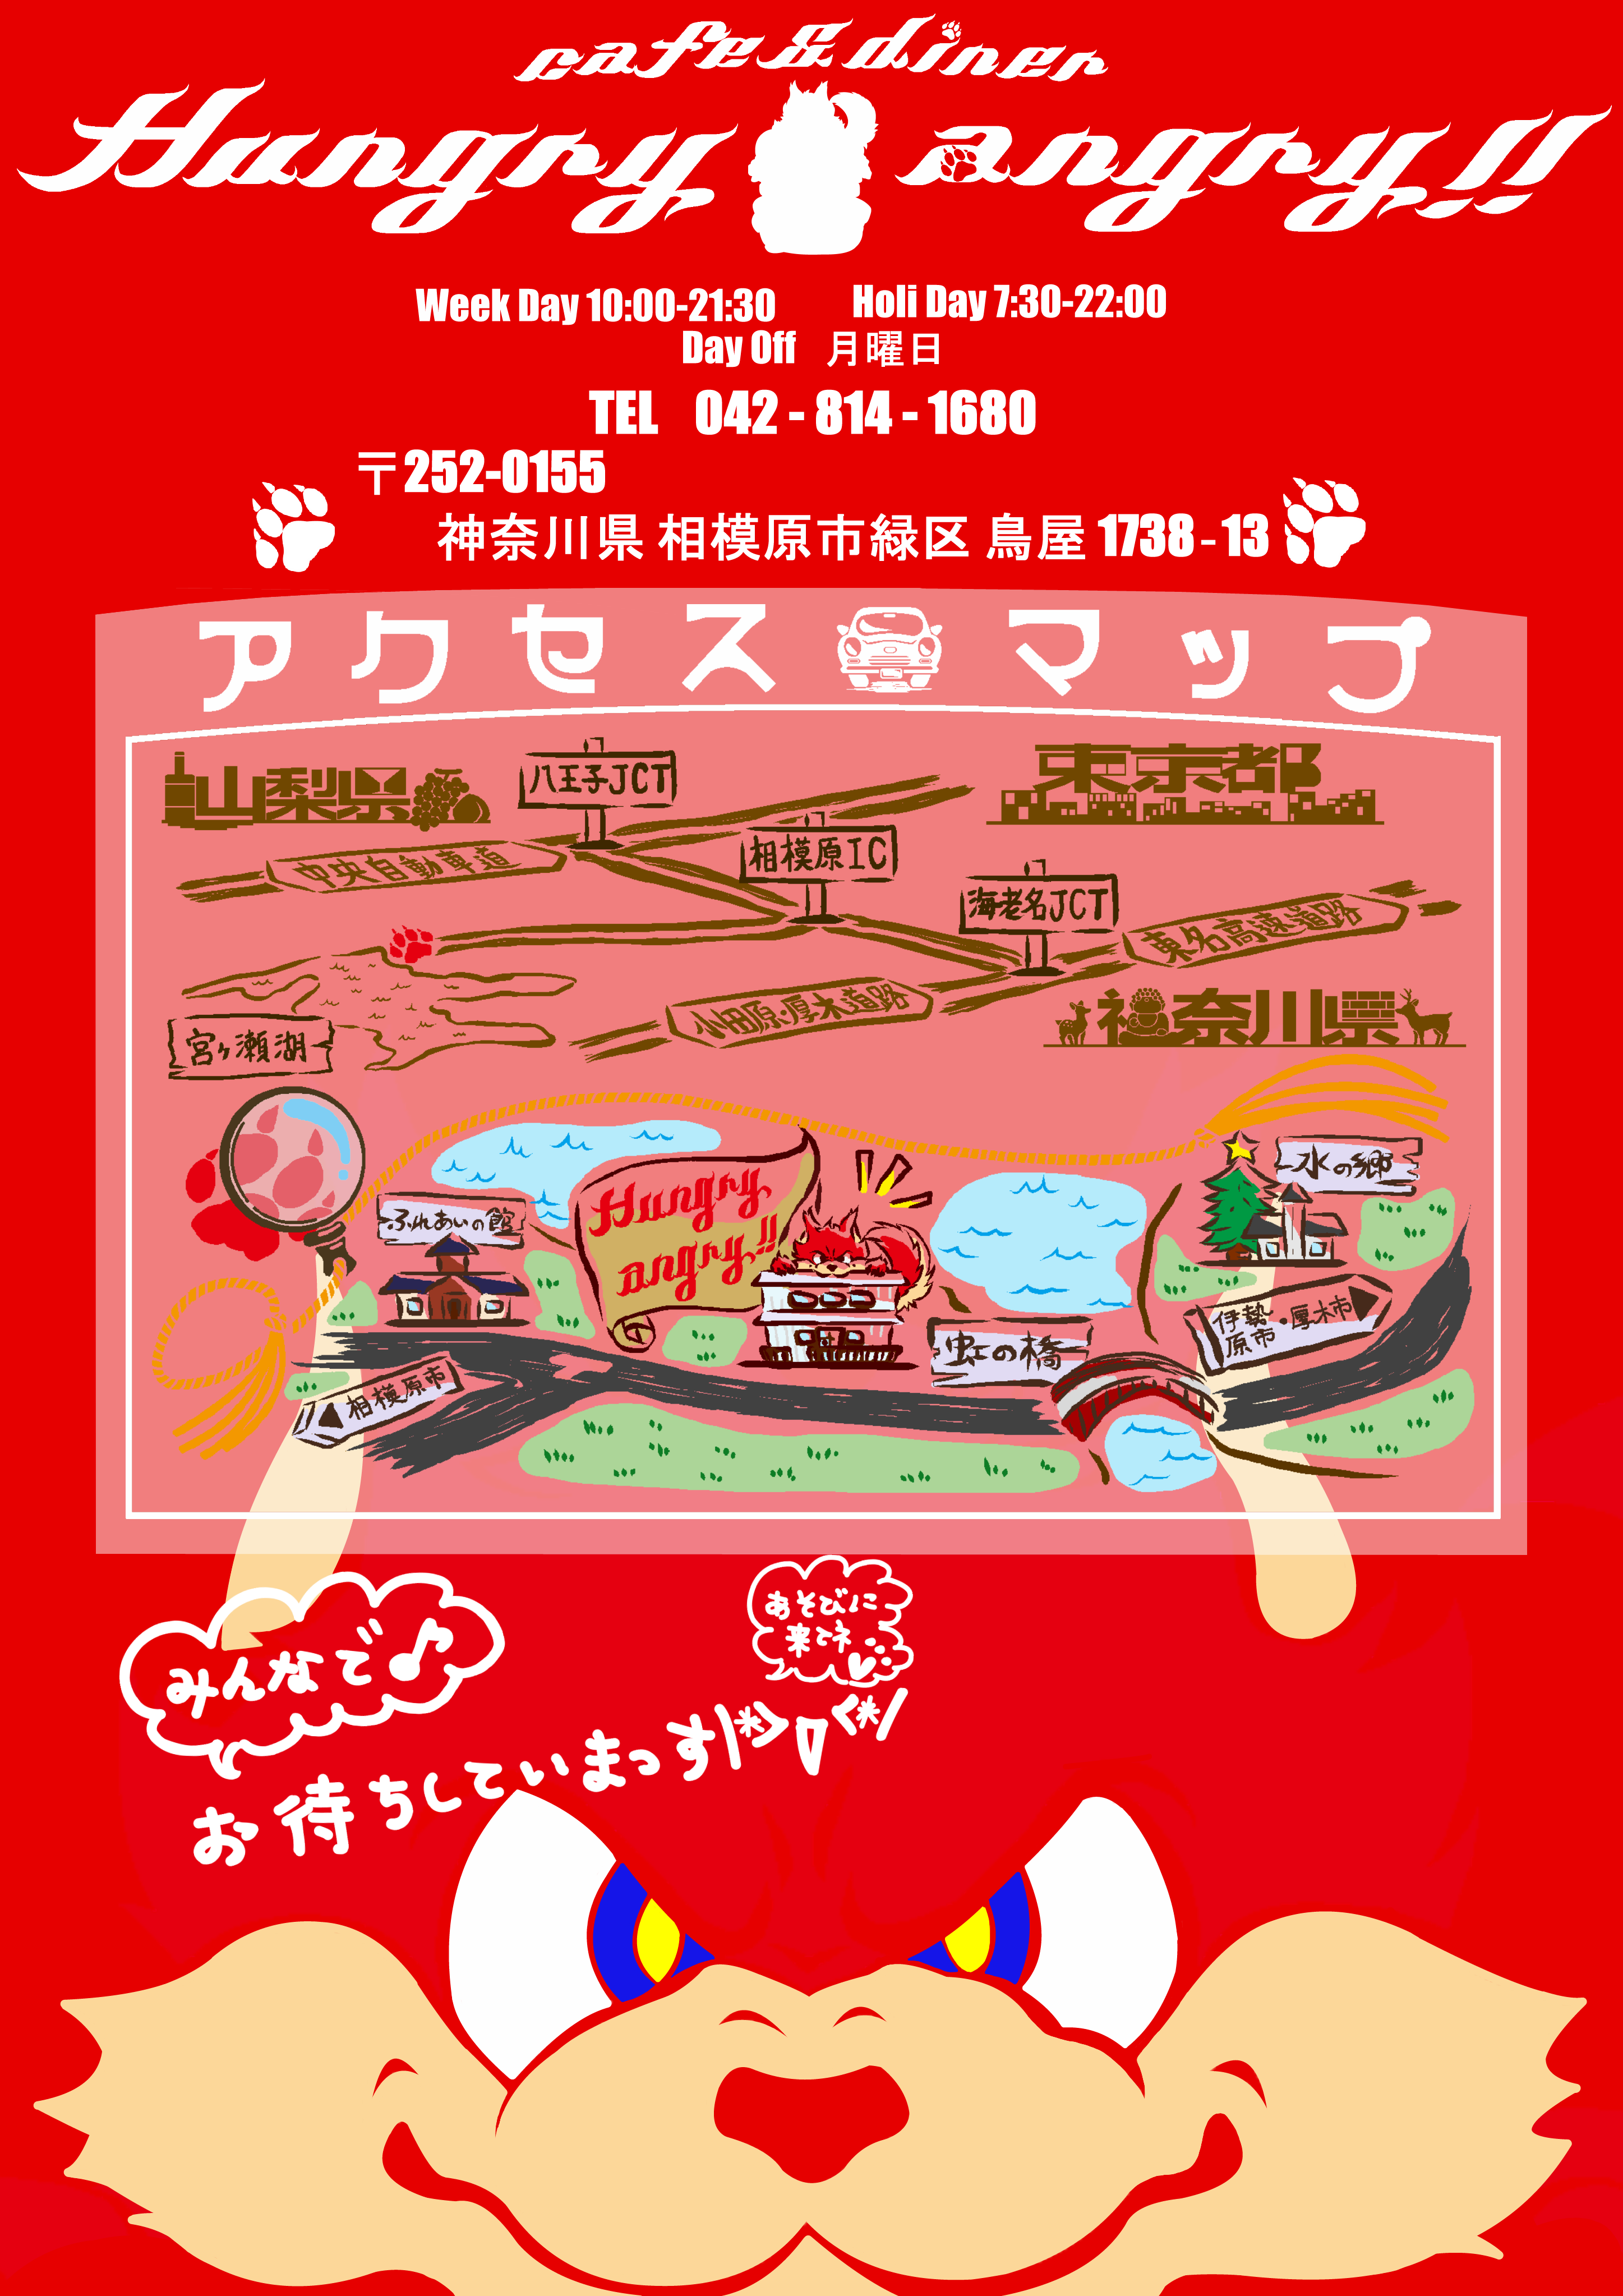 cafe & diner
Hungry angry!!
Week Day 10:00-21:30 Holi Day 7:30-22:00
Day Off 月曜日
TEL 042 - 814 - 1680
〒252-0155
神奈川県 相模原市緑区 鳥屋 1738-13
アクセスマップ
山梨県
八王子JCT
東京都
中央自動車道
相模原IC
海老名JCT
東名高速道路
小田原・厚木道路
神奈川県
宮ヶ瀬湖
水の郷
ふれあいの館
Hungry
angry!!
伊勢原市・厚木市
虹の橋
相模原市
あそびに
来てネ
みんなで♪
お待ちしていまっす